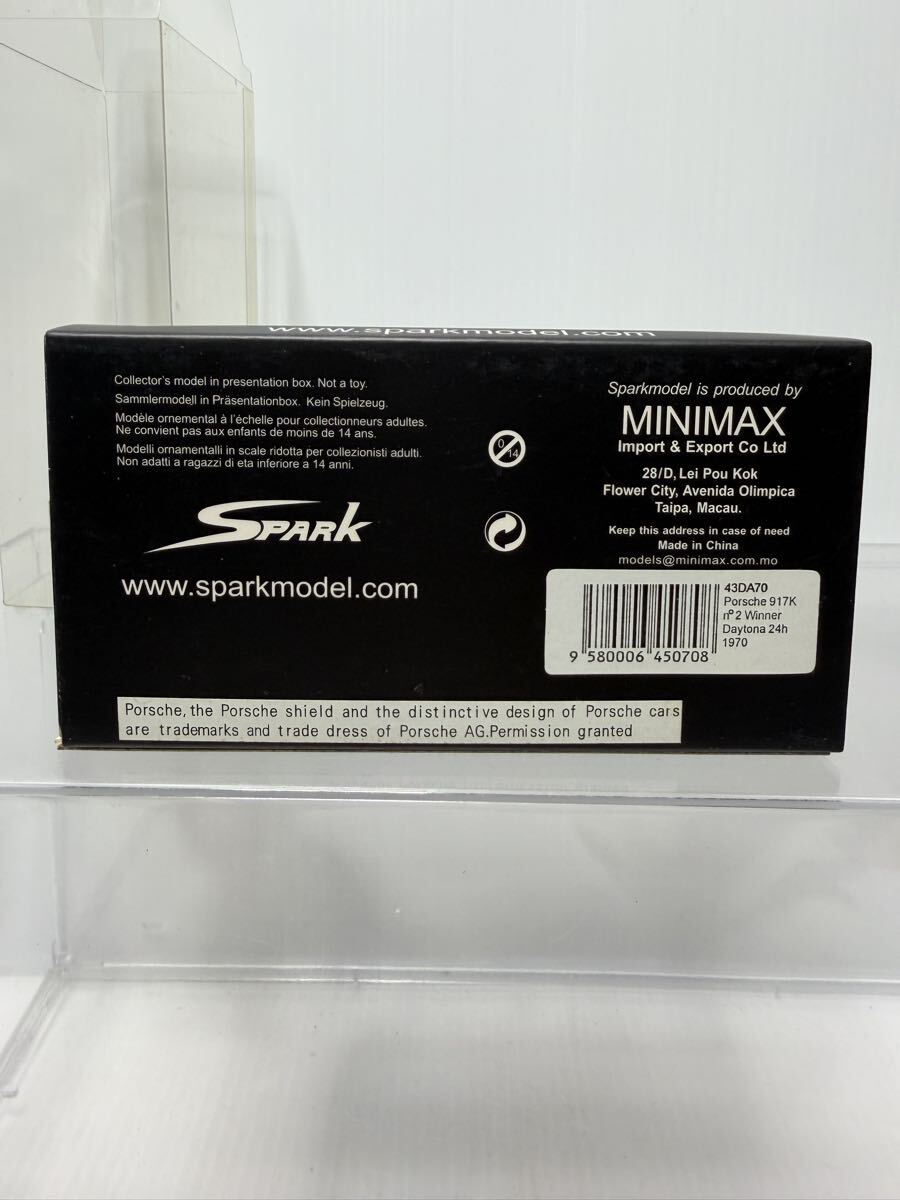 www.sparkmodel.com
Collector's model in presentation box. Not a toy.
Sammlermodell in Präsentationbox. Kein Spielzeug.
Modèle ornemental à l'échelle pour collectionneurs adultes.
Ne convient pas aux enfants de moins de 14 ans.
Modelli ornamentalli in scale ridotta per collezionisti adulti.
Non adatti a ragazzi di eta inferiore a 14 anni.
0
14
SPARK
www.sparkmodel.com
Sparkmodel is produced by
MINIMAX
Import & Export Co Ltd
28/D, Lei Pou Kok
Flower City, Avenida Olimpica
Taipa, Macau.
Keep this address in case of need
Made in China
models@minimax.com.mo
43DA70
Porsche 917K
nº2 Winner
Daytona 24h
1970
9 580006 450708
Porsche, the Porsche shield and the distinctive design of Porsche cars
are trademarks and trade dress of Porsche AG.Permission granted